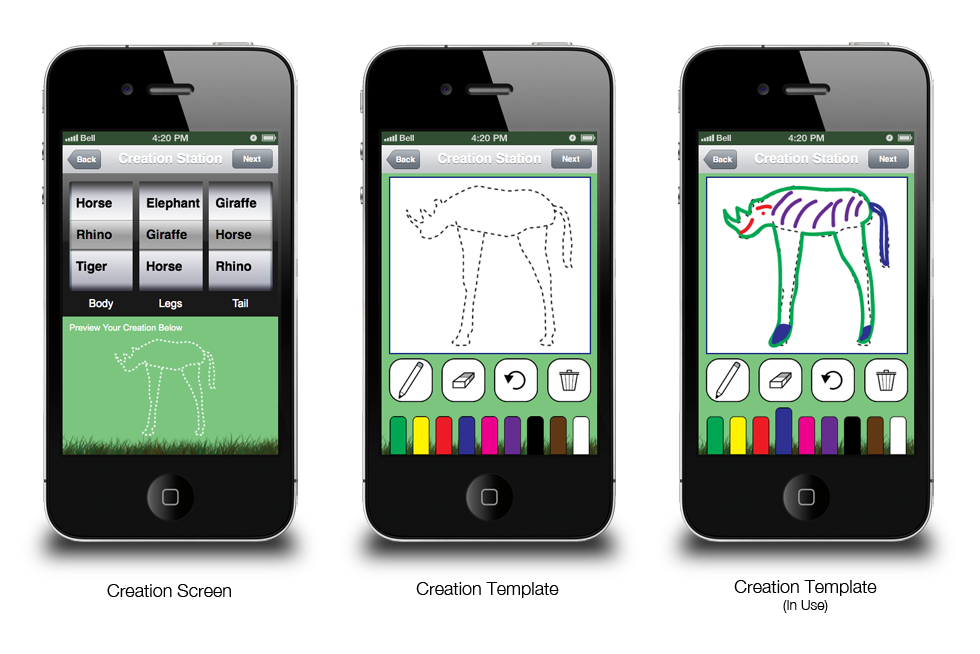 Bell 4:20 PM
Back Creation Station Next
Horse Elephant Giraffe
Rhino Giraffe Horse
Tiger Horse Rhino
Body Legs Tail
Preview Your Creation Below
Creation Screen
Bell 4:20 PM
Back Creation Station Next
Creation Template
Bell 4:20 PM
Back Creation Station Next
Creation Template
(In Use)